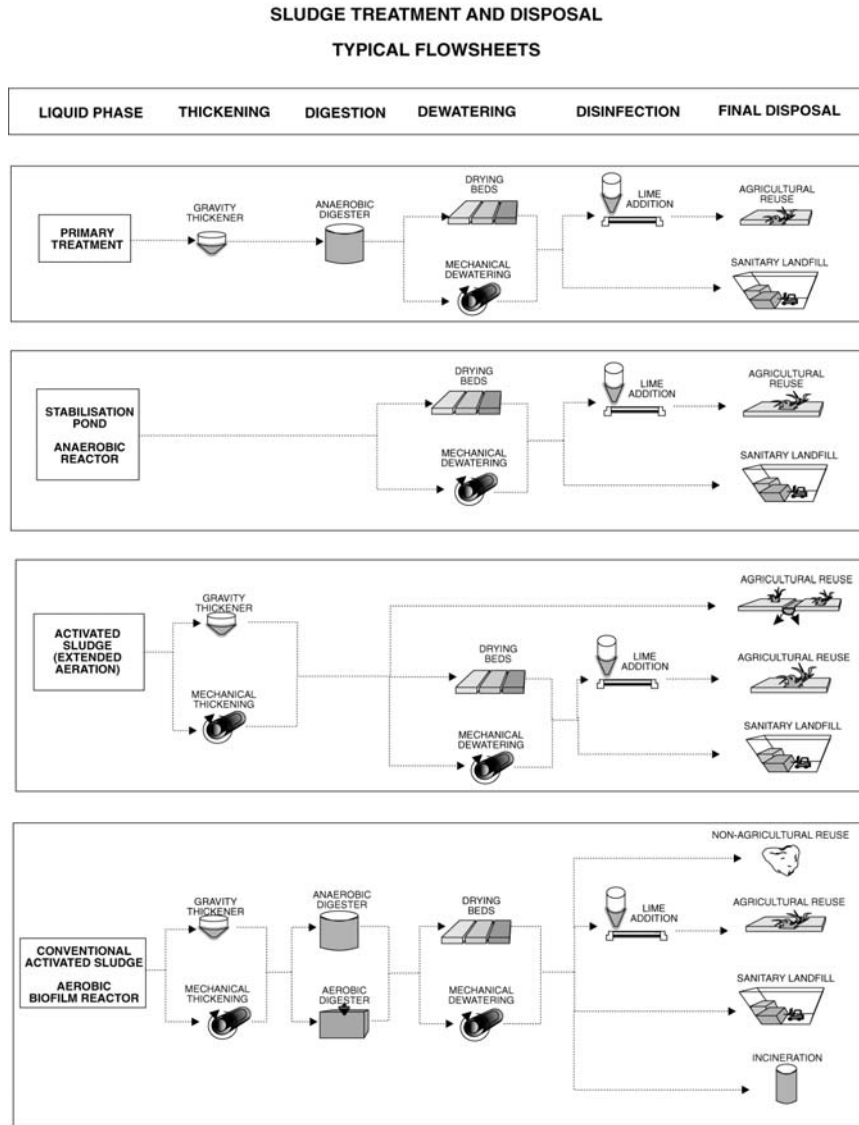 SLUDGE TREATMENT AND DISPOSAL
TYPICAL FLOWSHEETS
LIQUID PHASE THICKENING DIGESTION DEWATERING DISINFECTION FINAL DISPOSAL
PRIMARY
TREATMENT
GRAVITY
THICKENER
ANAEROBIC
DIGESTER
DRYING
BEDS
MECHANICAL
DEWATERING
LIME
ADDITION
AGRICULTURAL
REUSE
SANITARY LANDFILL
STABILISATION
POND
ANAEROBIC
REACTOR
DRYING
BEDS
MECHANICAL
DEWATERING
LIME
ADDITION
AGRICULTURAL
REUSE
SANITARY LANDFILL
ACTIVATED
SLUDGE
(EXTENDED
AERATION)
GRAVITY
THICKENER
MECHANICAL
THICKENING
DRYING
BEDS
MECHANICAL
DEWATERING
LIME
ADDITION
AGRICULTURAL REUSE
AGRICULTURAL
REUSE
SANITARY LANDFILL
CONVENTIONAL
ACTIVATED SLUDGE
AEROBIC
BIOFILM REACTOR
GRAVITY
THICKENER
MECHANICAL
THICKENING
ANAEROBIC
DIGESTER
AEROBIC
DIGESTER
DRYING
BEDS
MECHANICAL
DEWATERING
LIME
ADDITION
NON-AGRICULTURAL REUSE
AGRICULTURAL
REUSE
SANITARY LANDFILL
INCINERATION